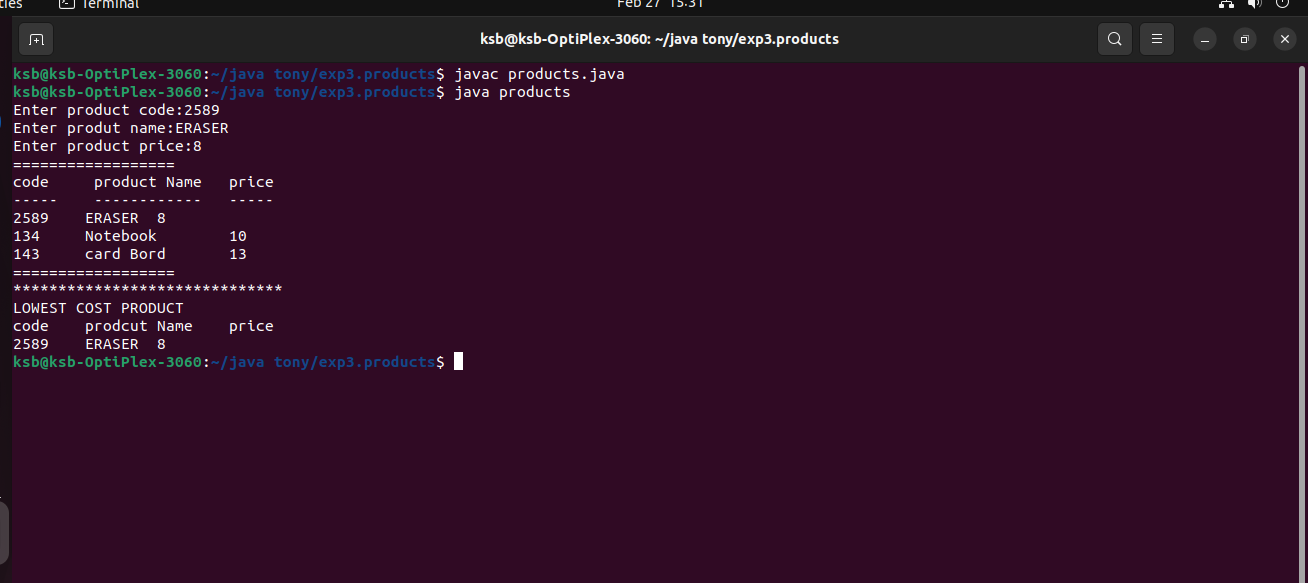 ties Terminal Feb 27 15:31
ksb@ksb-OptiPlex-3060: ~/java tony/exp3.products
ksb@ksb-OptiPlex-3060:~/java tony/exp3.products$ javac products.java
ksb@ksb-OptiPlex-3060:~/java tony/exp3.products$ java products
Enter product code:2589
Enter produt name:ERASER
Enter product price:8
==================
code     product Name   price
-----    ------------   -----
2589    ERASER  8
134     Notebook        10
143     card Bord       13
==================
******************************
LOWEST COST PRODUCT
code    prodcut Name    price
2589    ERASER  8
ksb@ksb-OptiPlex-3060:~/java tony/exp3.products$